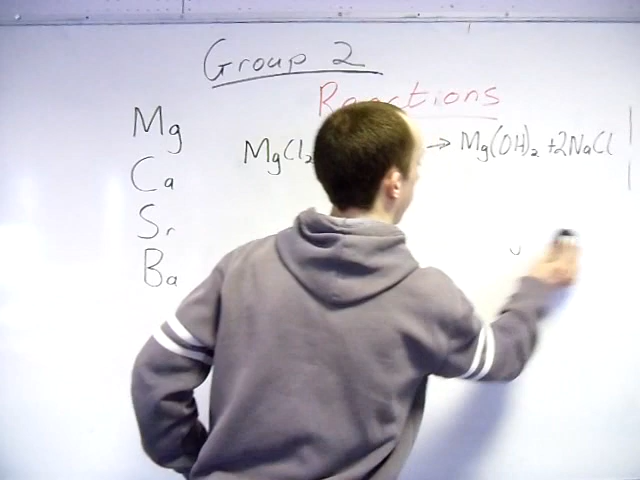 Group 2
Reactions
Mg
MgCl₂ → Mg(OH)₂ +2NaCl
Ca
Sr
Ba